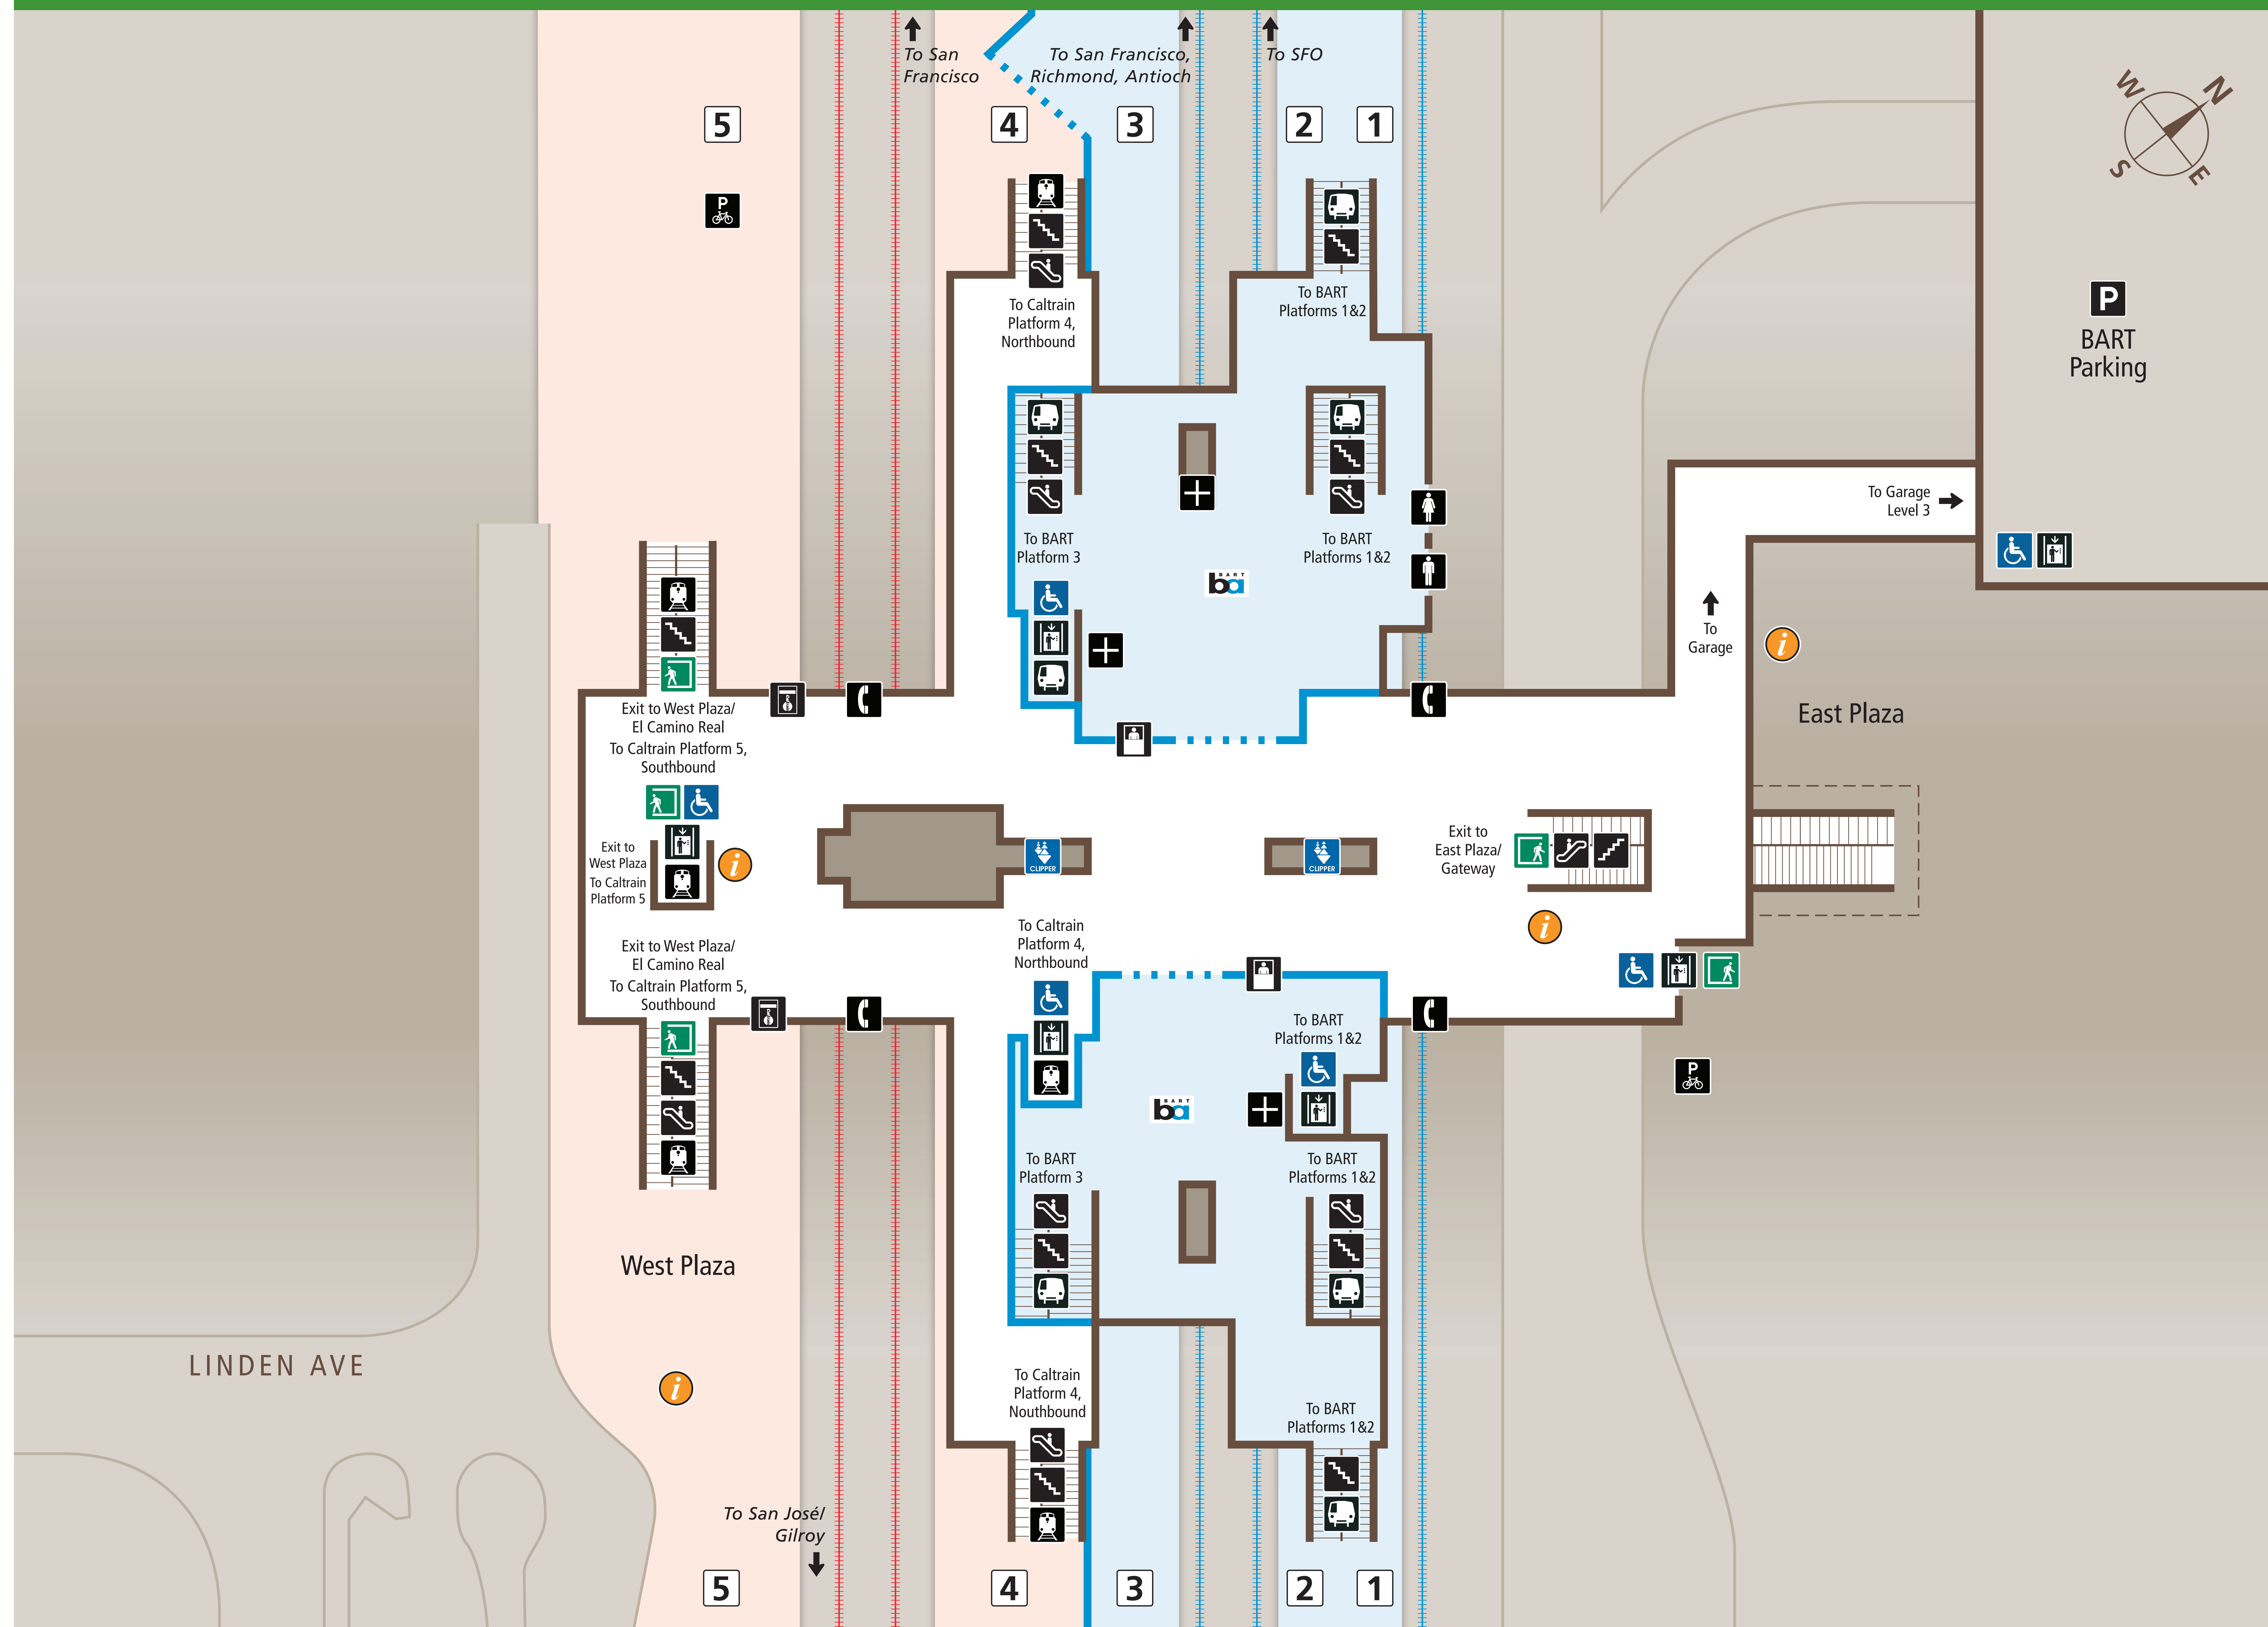 To San
Francisco
To San Francisco,
Richmond, Antioch
To SFO
5
4
3
2
1
W
N
S
E
P
To Caltrain
Platform 4,
Northbound
To BART
Platforms 1&2
P
BART
Parking
To Garage
Level 3
To BART
Platform 3
To BART
Platforms 1&2
BART
ba
To
Garage
i
East Plaza
Exit to West Plaza/
El Camino Real
To Caltrain Platform 5,
Southbound
Exit to
West Plaza
To Caltrain
Platform 5
i
CLIPPER
CLIPPER
Exit to
East Plaza/
Gateway
i
To Caltrain
Platform 4,
Northbound
Exit to West Plaza/
El Camino Real
To Caltrain Platform 5,
Southbound
To BART
Platforms 1&2
P
BART
ba
To BART
Platform 3
To BART
Platforms 1&2
West Plaza
LINDEN AVE
i
To Caltrain
Platform 4,
Nouthbound
To BART
Platforms 1&2
To San José/
Gilroy
5
4
3
2
1